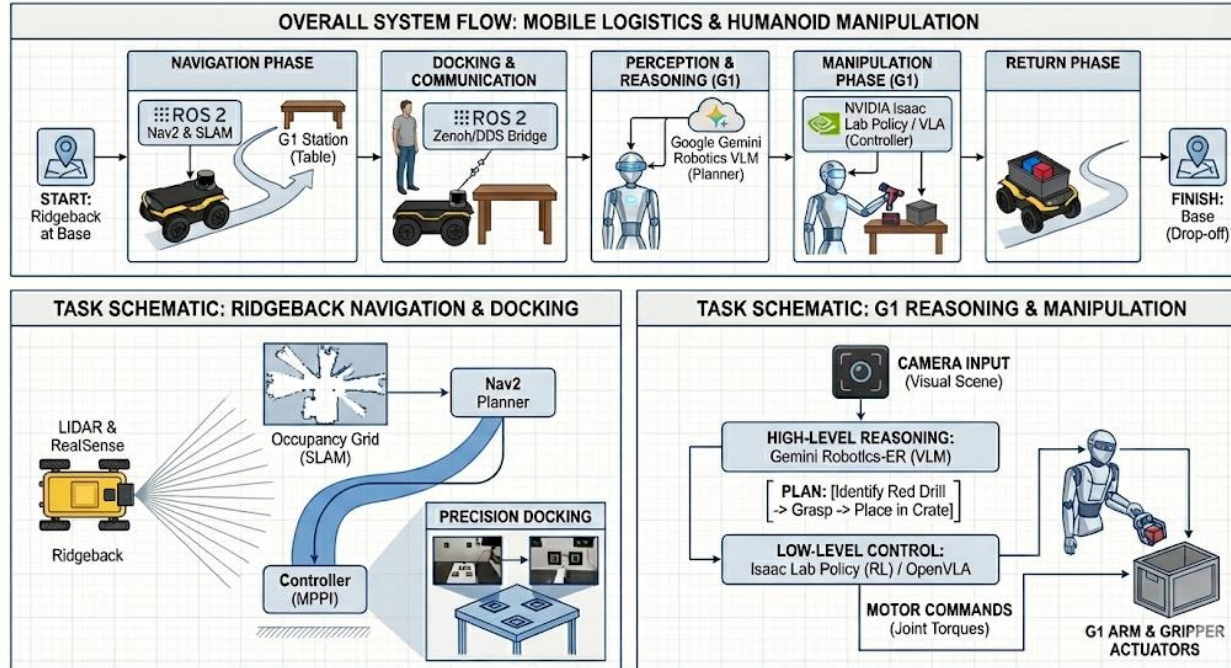 OVERALL SYSTEM FLOW: MOBILE LOGISTICS & HUMANOID MANIPULATION
NAVIGATION PHASE
ROS 2
Nav2 & SLAM
G1 Station
(Table)
START:
Ridgeback
at Base
DOCKING &
COMMUNICATION
ROS 2
Zenoh/DDS Bridge
PERCEPTION &
REASONING (G1)
Google Gemini
Robotics VLM
(Planner)
MANIPULATION
PHASE (G1)
NVIDIA Isaac
Lab Policy / VLA
(Controller)
RETURN PHASE
FINISH:
Base
(Drop-off)
TASK SCHEMATIC: RIDGEBACK NAVIGATION & DOCKING
LIDAR &
RealSense
Ridgeback
Occupancy Grid
(SLAM)
Nav2
Planner
Controller
(MPPI)
PRECISION DOCKING
TASK SCHEMATIC: G1 REASONING & MANIPULATION
CAMERA INPUT
(Visual Scene)
HIGH-LEVEL REASONING:
Gemini Robotics-ER (VLM)
PLAN: [Identify Red Drill
-> Grasp -> Place in Crate]
LOW-LEVEL CONTROL:
Isaac Lab Policy (RL) / OpenVLA
MOTOR COMMANDS
(Joint Torques)
G1 ARM & GRIPPER
ACTUATORS